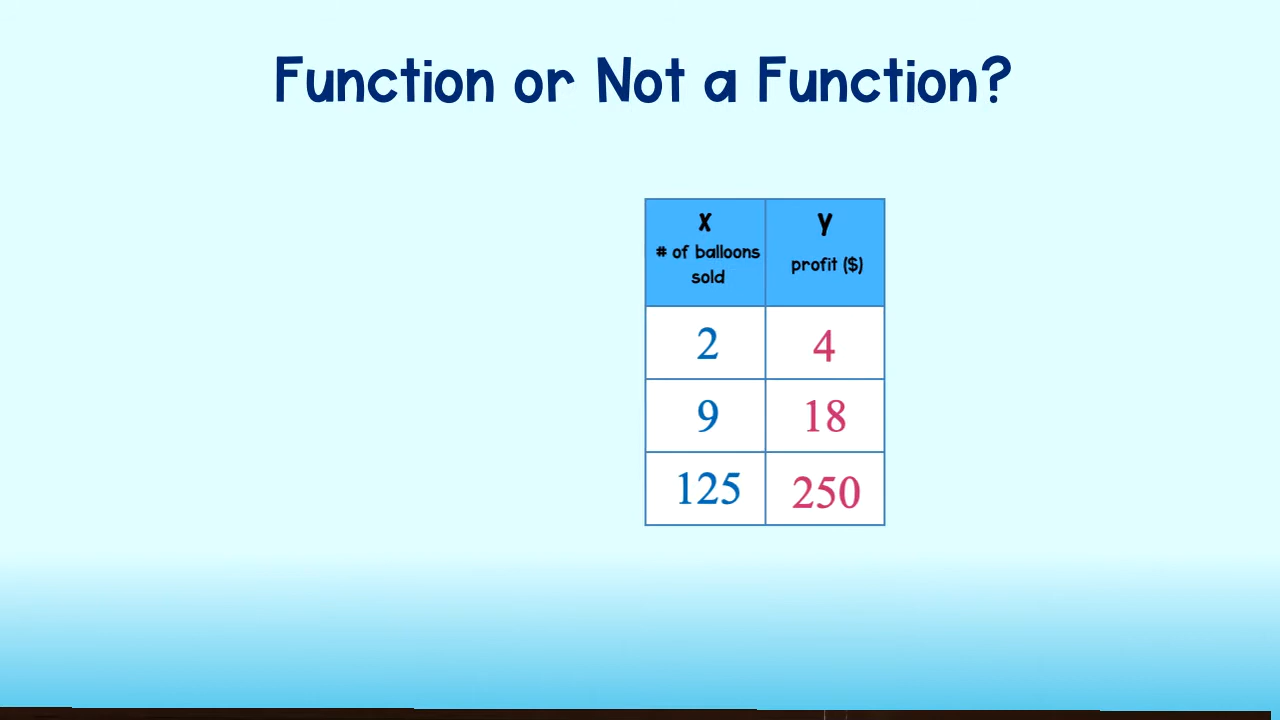 Function or Not a Function?
x y
# of balloons sold profit ($)
2 4
9 18
125 250